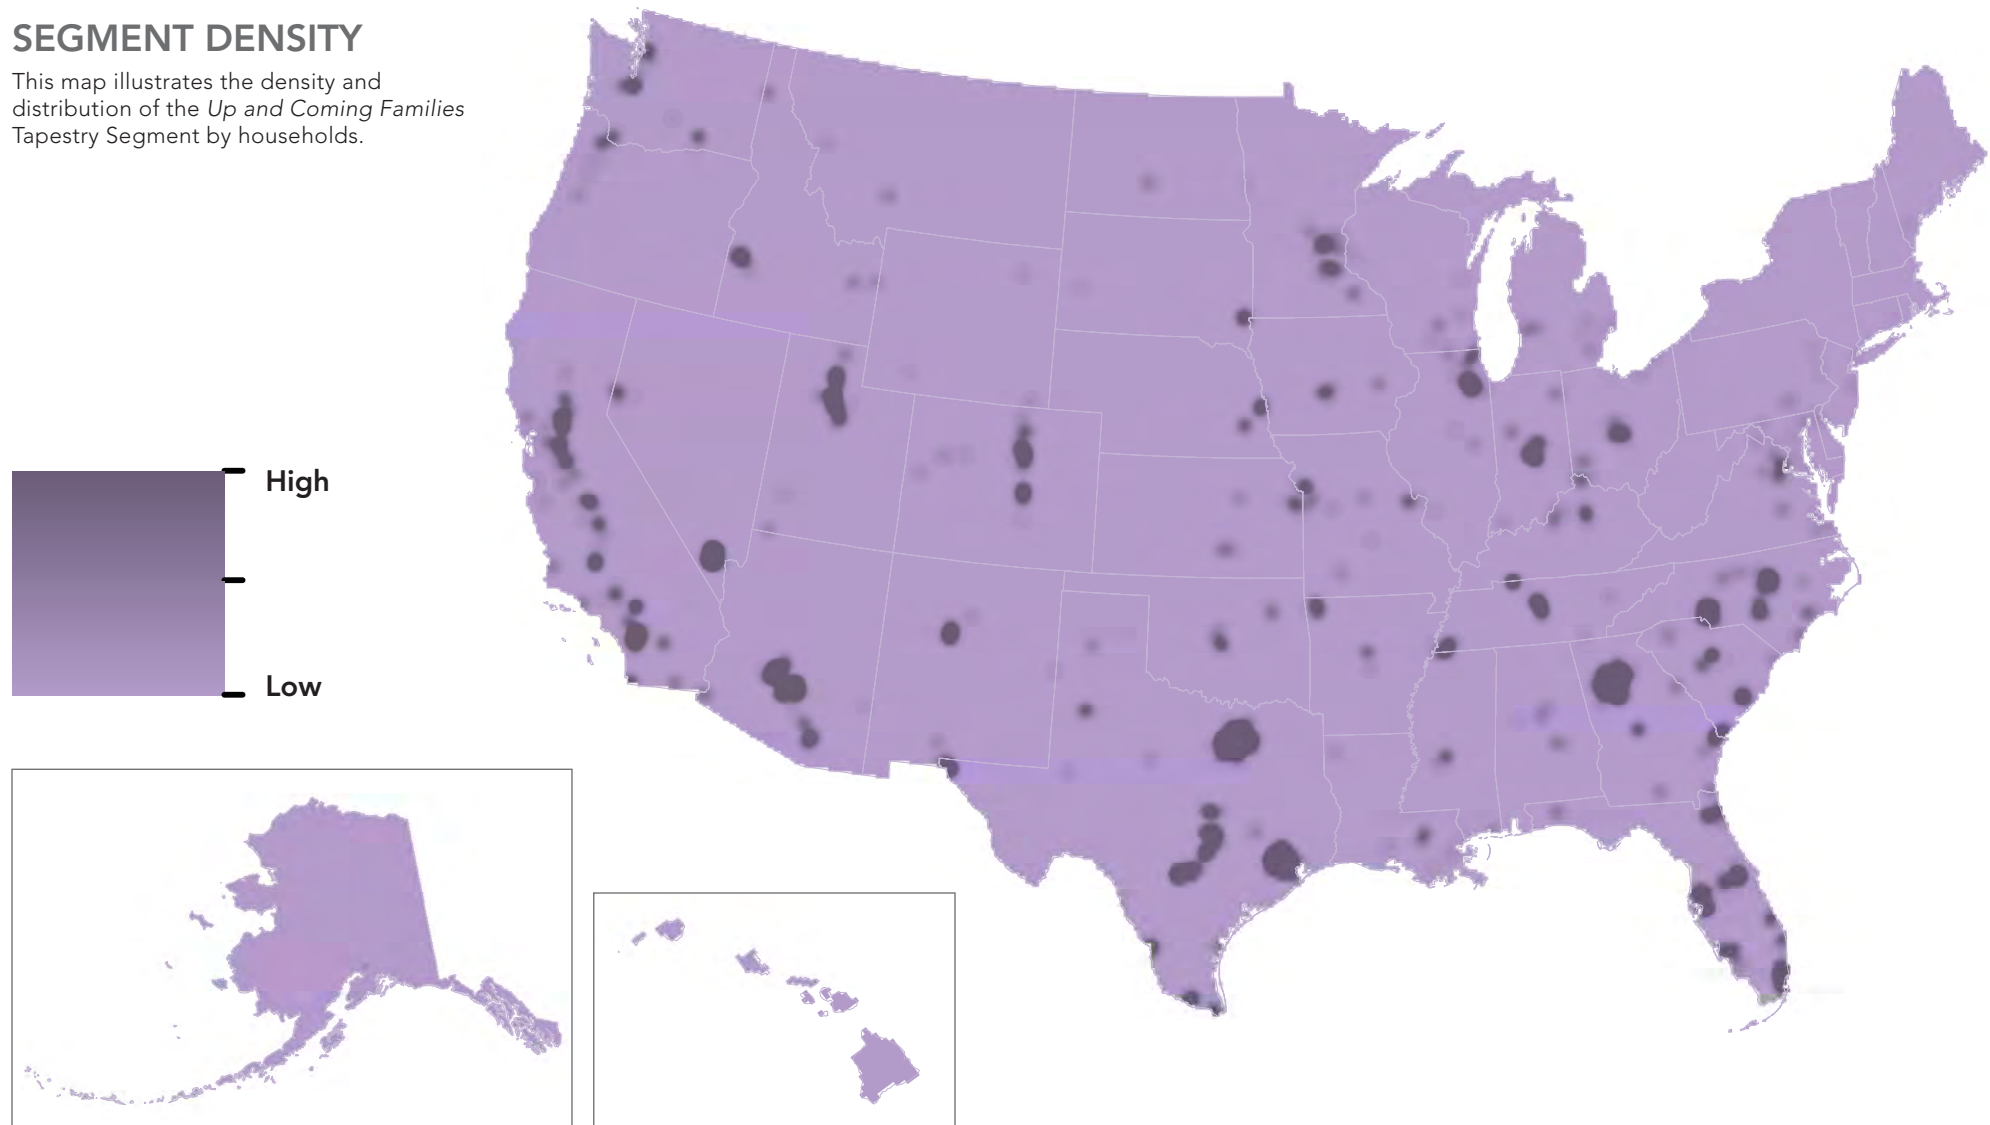 SEGMENT DENSITY
This map illustrates the density and
distribution of the Up and Coming Families
Tapestry Segment by households.
High
Low